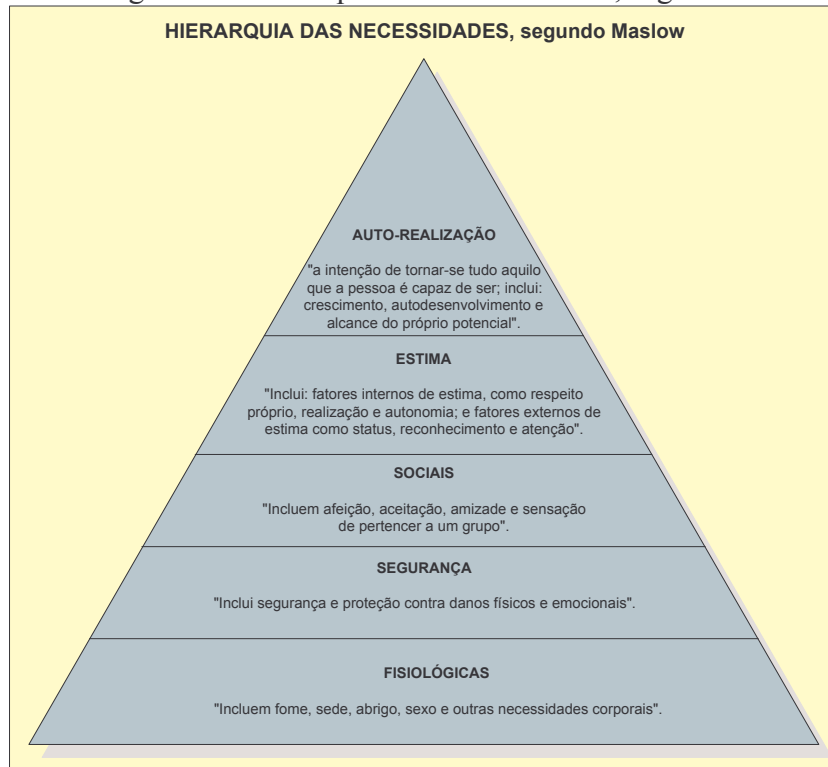 HIERARQUIA DAS NECESSIDADES, segundo Maslow
AUTO-REALIZAÇÃO
"a intenção de tornar-se tudo aquilo
que a pessoa é capaz de ser; inclui:
crescimento, autodesenvolvimento e
alcance do próprio potencial".
ESTIMA
"Inclui: fatores internos de estima, como respeito
próprio, realização e autonomia; e fatores externos de
estima como status, reconhecimento e atenção".
SOCIAIS
"Incluem afeição, aceitação, amizade e sensação
de pertencer a um grupo".
SEGURANÇA
"Inclui segurança e proteção contra danos físicos e emocionais".
FISIOLÓGICAS
"Incluem fome, sede, abrigo, sexo e outras necessidades corporais".